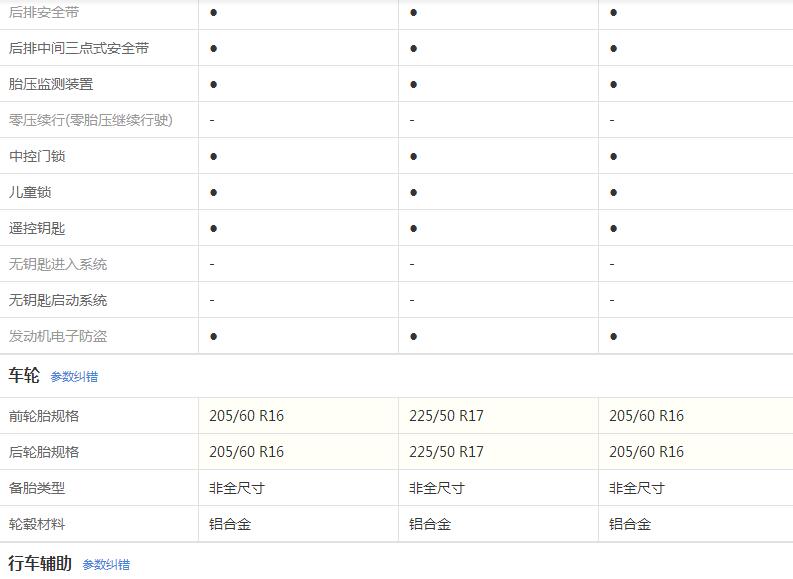 后排安全带 ● ● ●
后排中间三点式安全带 ● ● ●
胎压监测装置 ● ● ●
零压续行(零胎压继续行驶) - - -
中控门锁 ● ● ●
儿童锁 ● ● ●
遥控钥匙 ● ● ●
无钥匙进入系统 - - -
无钥匙启动系统 - - -
发动机电子防盗 ● ● ●
车轮 参数纠错
前轮胎规格 205/60 R16 225/50 R17 205/60 R16
后轮胎规格 205/60 R16 225/50 R17 205/60 R16
备胎类型 非全尺寸 非全尺寸 非全尺寸
轮毂材料 铝合金 铝合金 铝合金
行车辅助 参数纠错